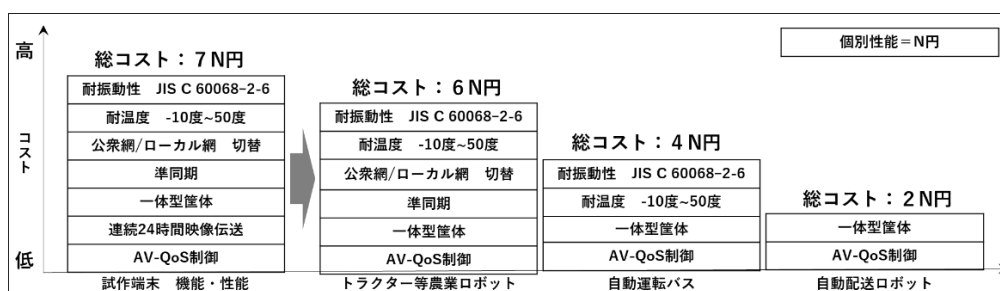 高
コスト
低
個別性能＝N円
総コスト：７N円
耐振動性　JIS C 60068-2-6
耐温度　-10度~50度
公衆網/ローカル網　切替
準同期
一体型筐体
連続24時間映像伝送
AV-QoS制御
試作端末　機能・性能
総コスト：６N円
耐振動性　JIS C 60068-2-6
耐温度　-10度~50度
公衆網/ローカル網　切替
準同期
一体型筐体
AV-QoS制御
トラクター等農業ロボット
総コスト：４N円
耐振動性　JIS C 60068-2-6
耐温度　-10度~50度
一体型筐体
AV-QoS制御
自動運転バス
総コスト：２N円
一体型筐体
AV-QoS制御
自動配送ロボット